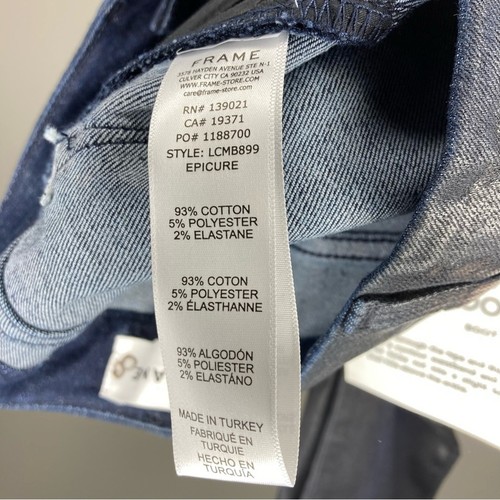 FRAME
3578 HAYDEN AVENUE STE N-1
CULVER CITY CA 90232 USA
WWW.FRAME-STORE.COM
care@frame-store.com
RN# 139021
CA# 19371
PO# 1188700
STYLE: LCMB899
EPICURE
93% COTTON
5% POLYESTER
2% ELASTANE
93% COTON
5% POLYESTER
2% ÉLASTHANNE
93% ALGODÓN
5% POLIESTER
2% ELASTÁNO
MADE IN TURKEY
FABRIQUÉ EN
TURQUIE
HECHO EN
TURQUÍA